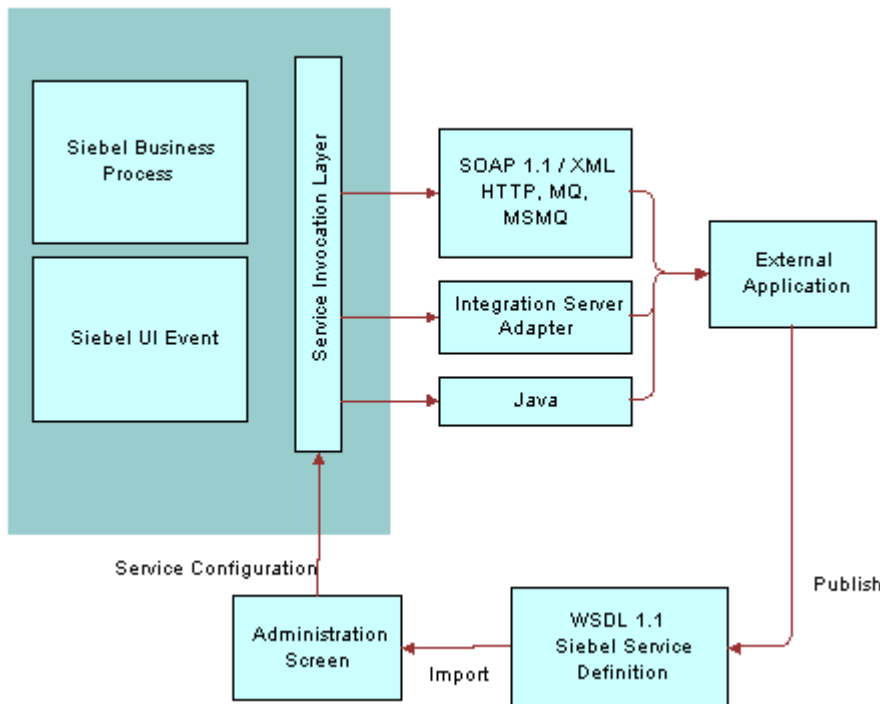 Siebel Business
Process
Siebel UI Event
Service Invocation Layer
SOAP 1.1 / XML
HTTP, MQ,
MSMQ
Integration Server
Adapter
Java
External
Application
Service Configuration
Publish
Administration
Screen
Import
WSDL 1.1
Siebel Service
Definition